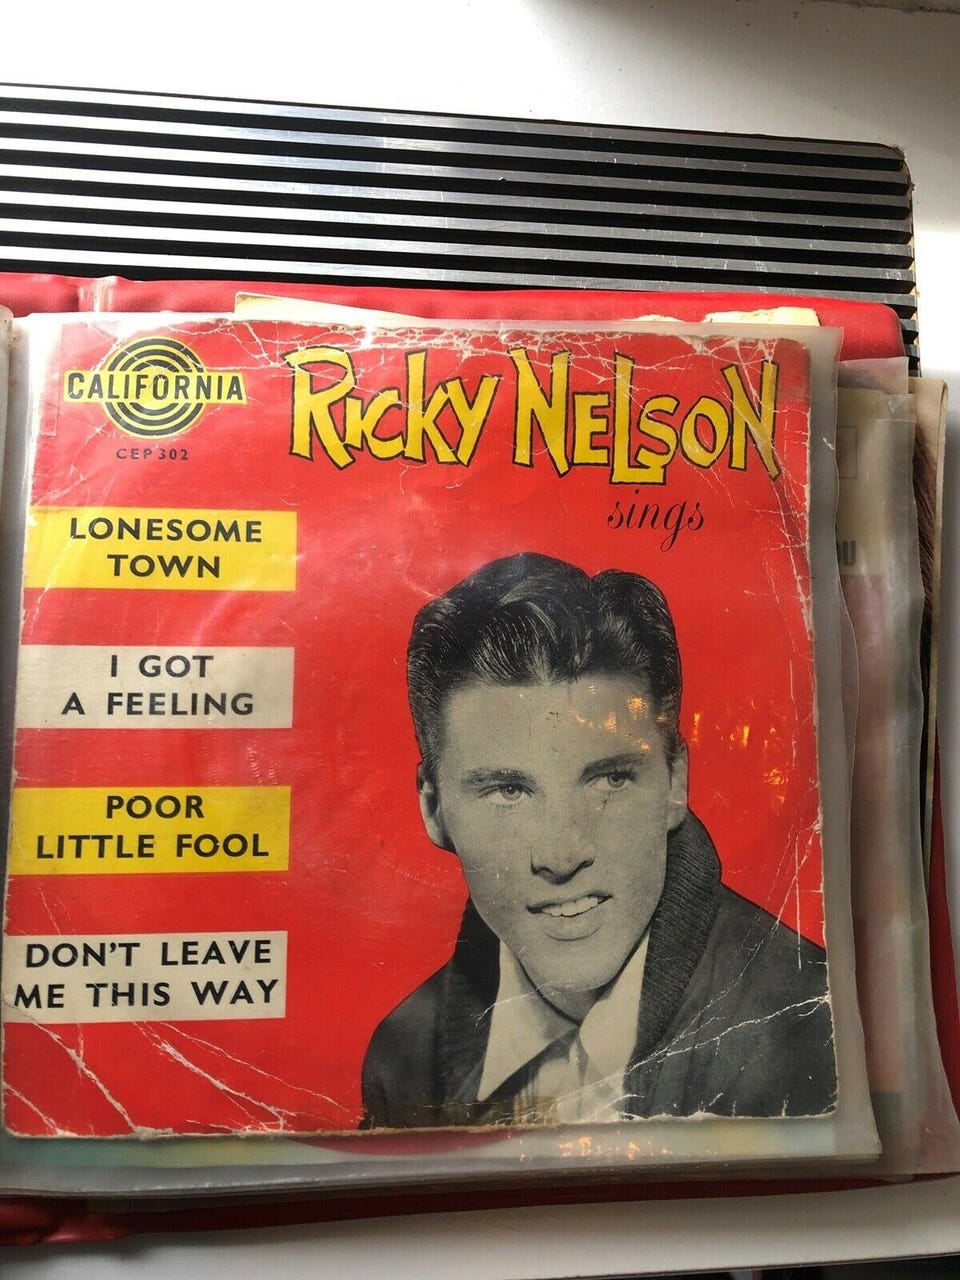 CALIFORNIA
CEP 302
RICKY NELSON
sings
LONESOME
TOWN
I GOT
A FEELING
POOR
LITTLE FOOL
DON'T LEAVE
ME THIS WAY